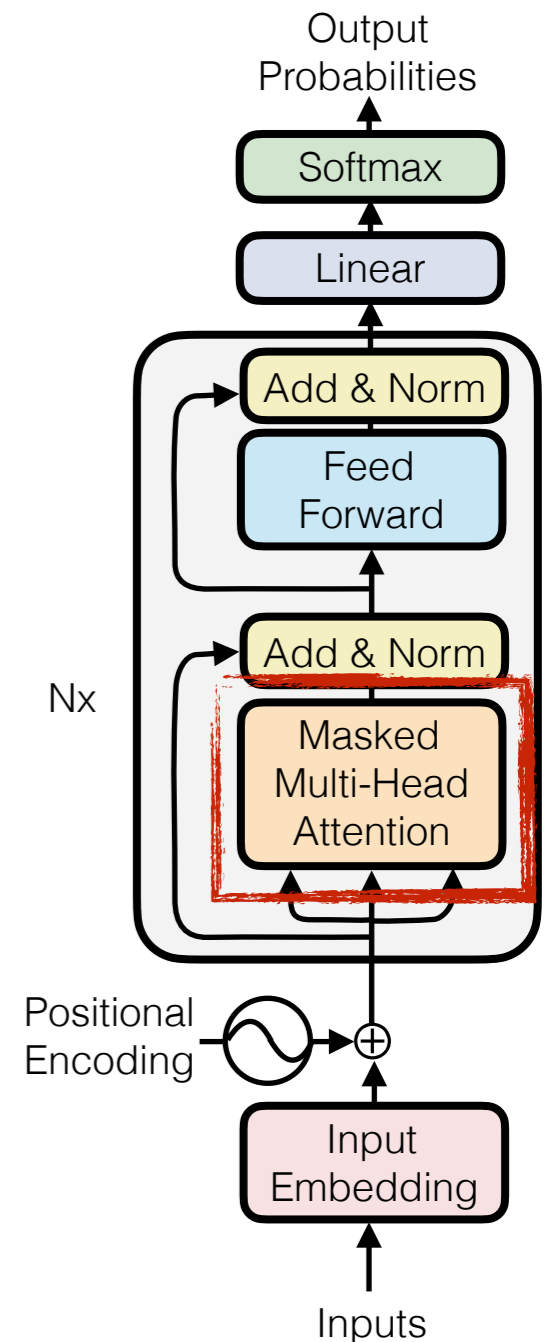 Output
Probabilities
Softmax
Linear
Add & Norm
Feed
Forward
Add & Norm
Nx
Masked
Multi-Head
Attention
Positional
Encoding
Input
Embedding
Inputs